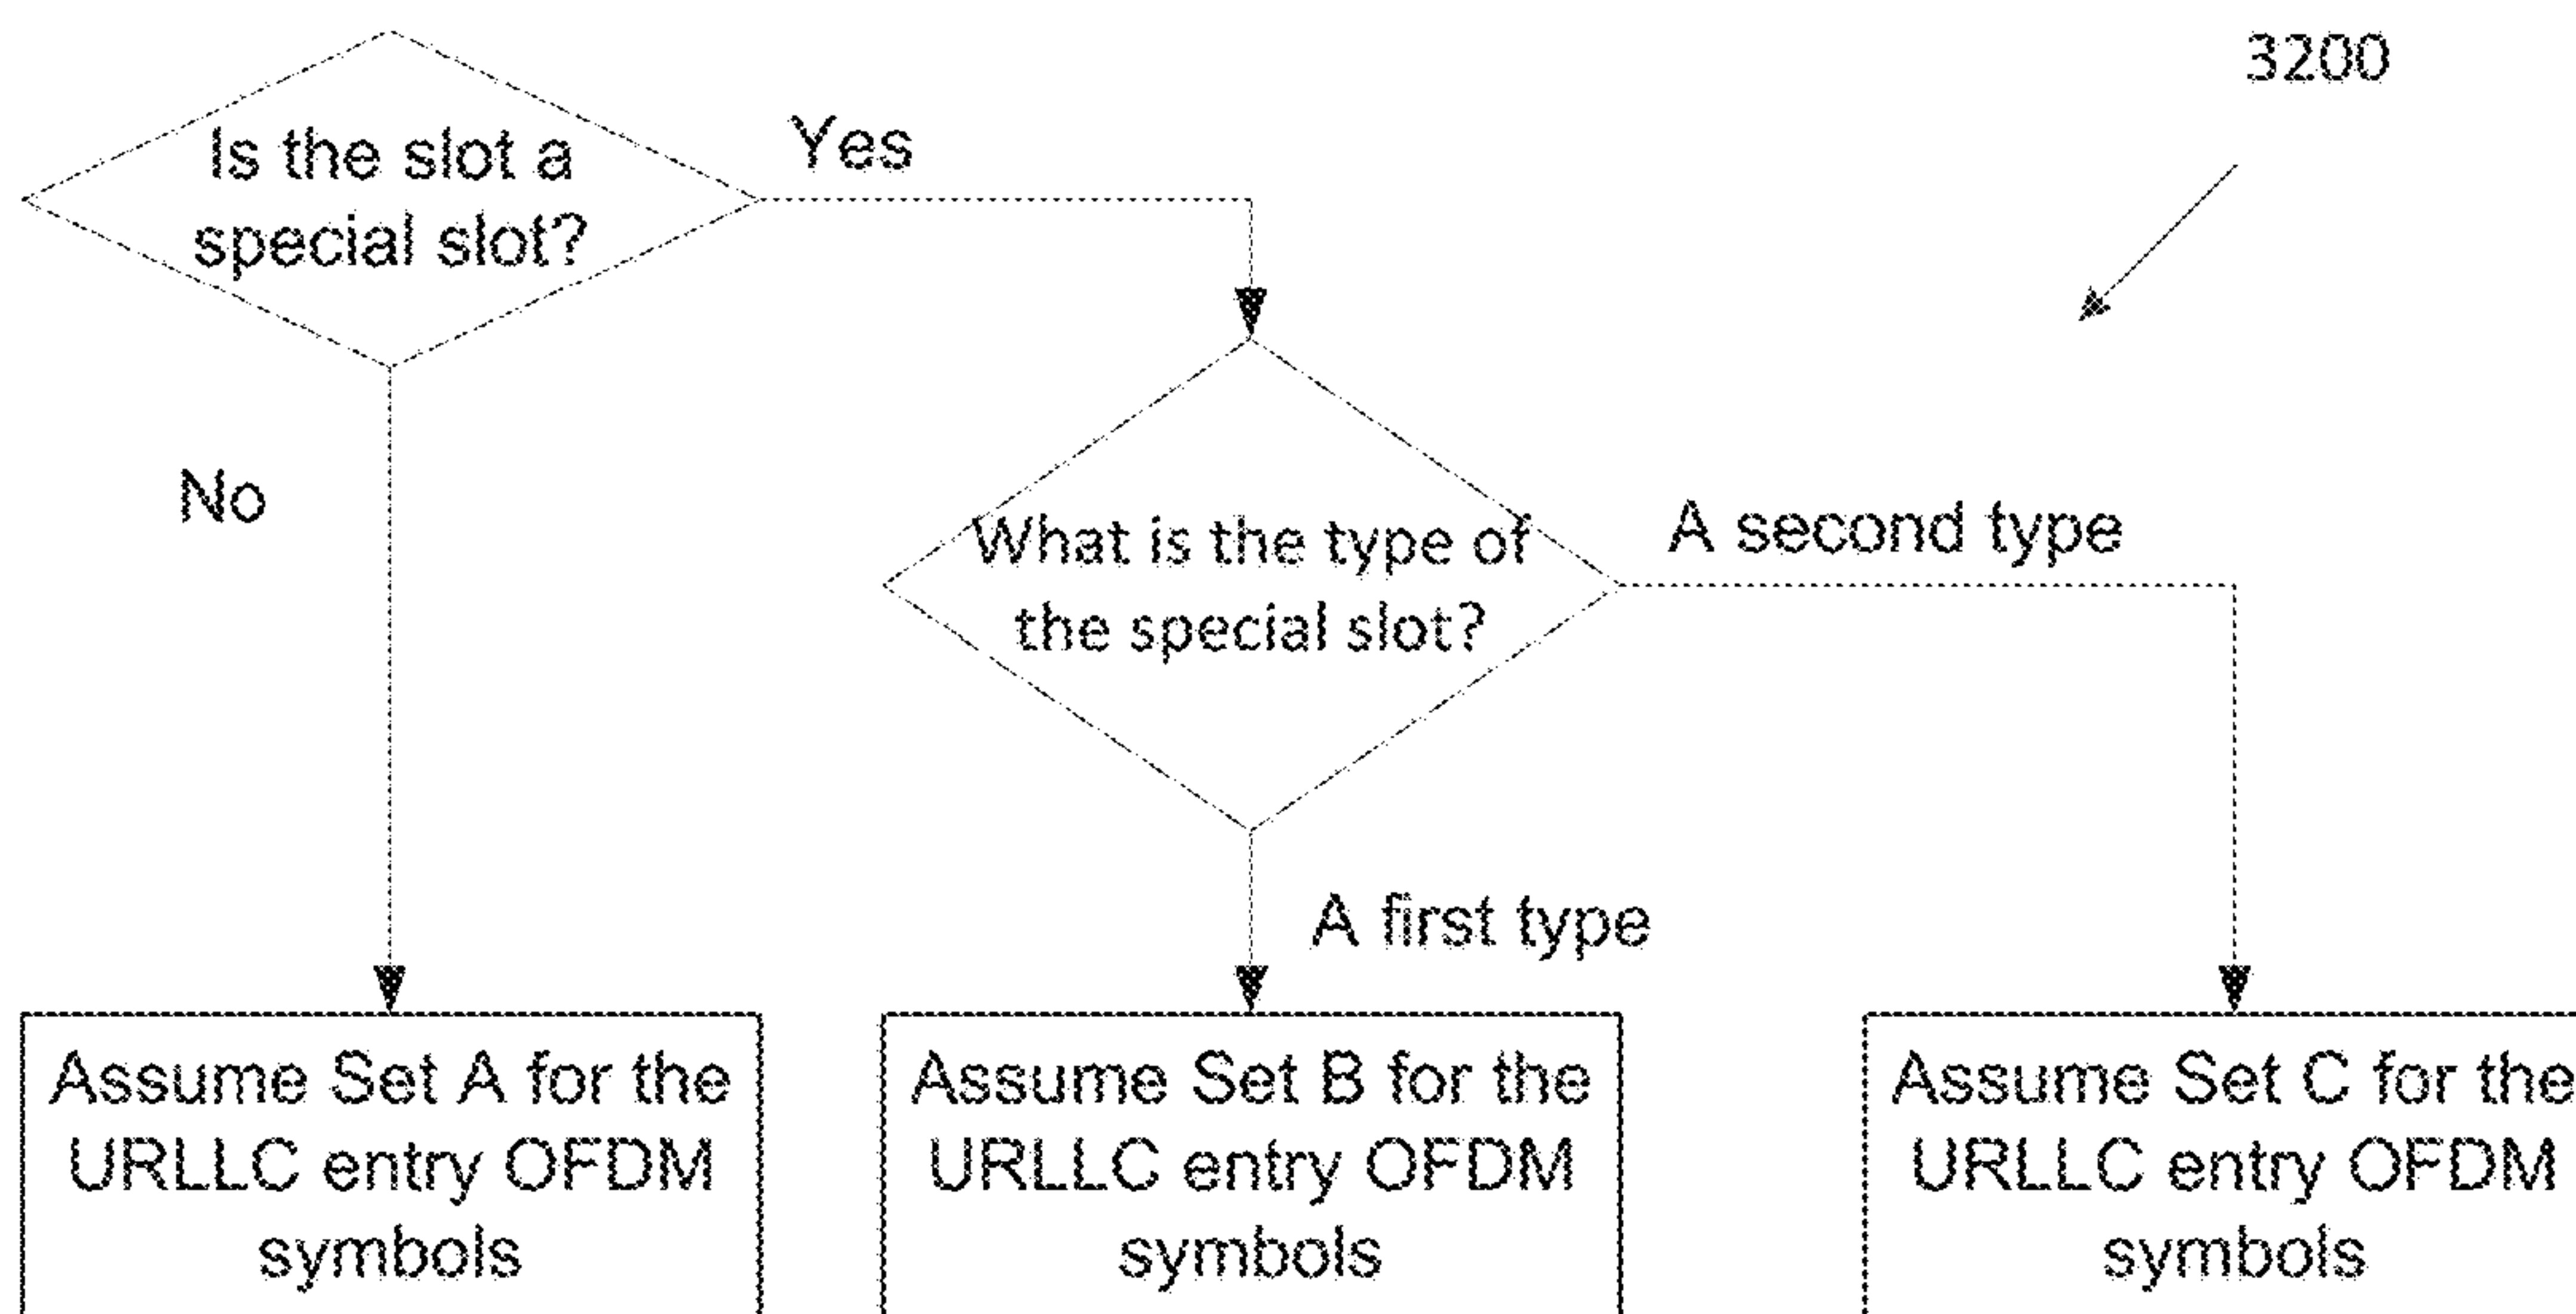 3200
Is the slot a
special slot?
Yes
No
What is the type of
the special slot?
A second type
A first type
Assume Set A for the
URLLC entry OFDM
symbols
Assume Set B for the
URLLC entry OFDM
symbols
Assume Set C for the
URLLC entry OFDM
symbols